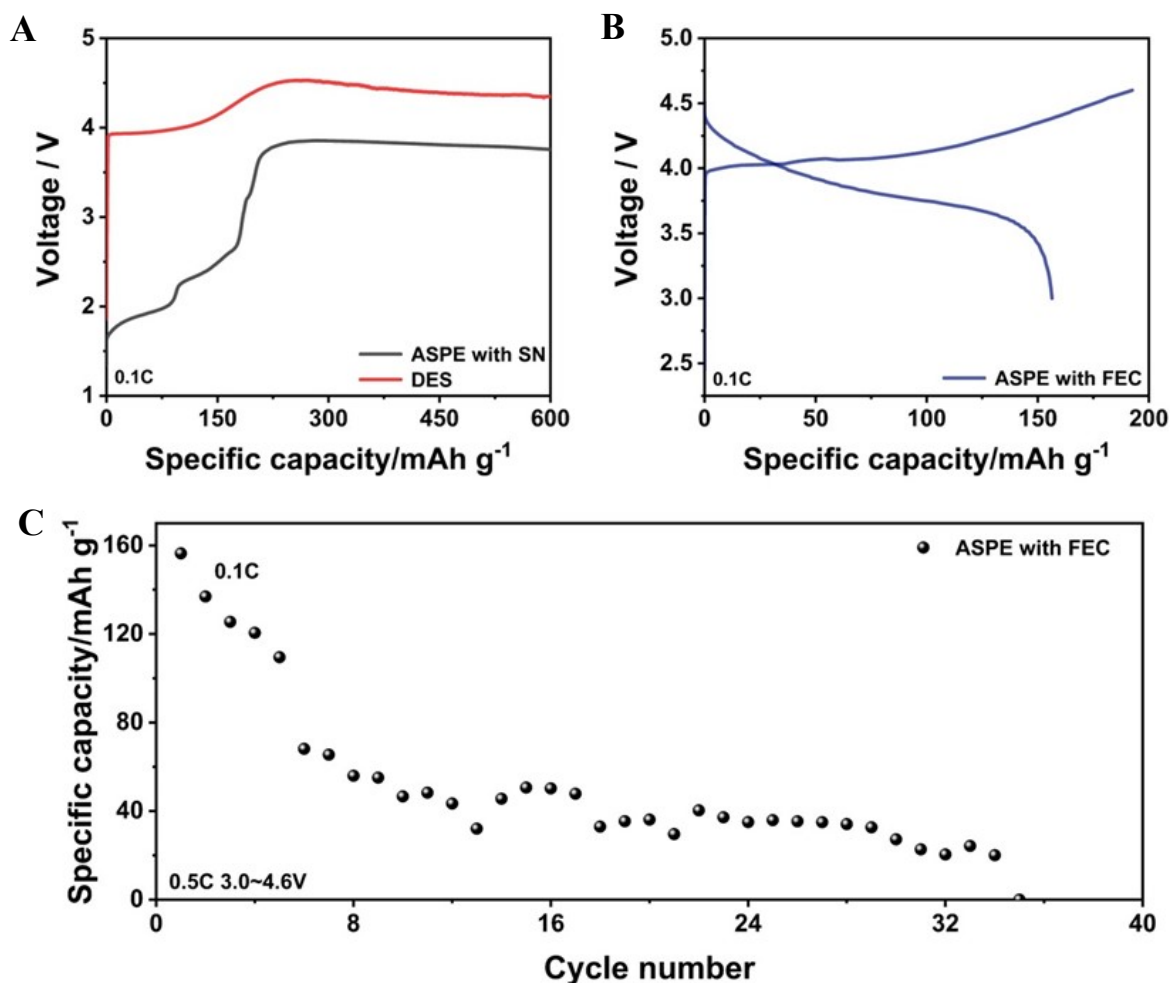 A
5
4
3
2
1
Voltage / V
0.1C
ASPE with SN
DES
0 150 300 450 600
Specific capacity/mAh g-1
B
5.0
4.5
4.0
3.5
3.0
2.5
Voltage / V
0.1C
ASPE with FEC
0 50 100 150 200
Specific capacity/mAh g-1
C
160
120
80
40
0
Specific capacity/mAh g-1
0.1C
ASPE with FEC
0.5C 3.0~4.6V
0 8 16 24 32 40
Cycle number